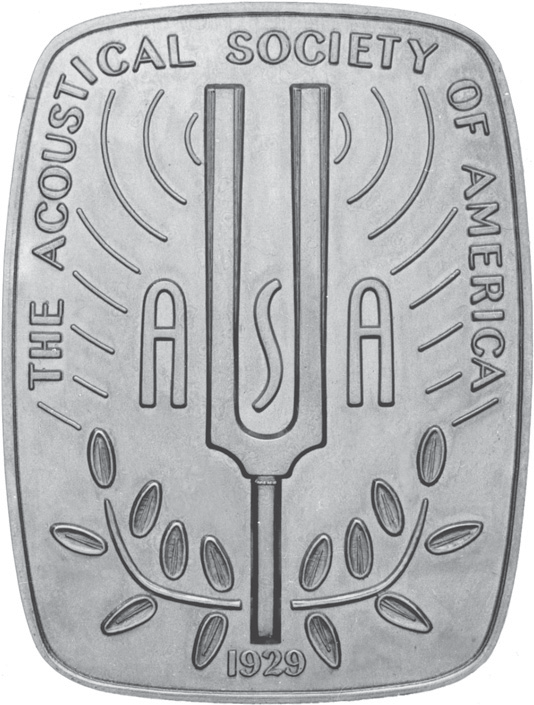 THE ACOUSTICAL SOCIETY OF AMERICA
ASA
1929